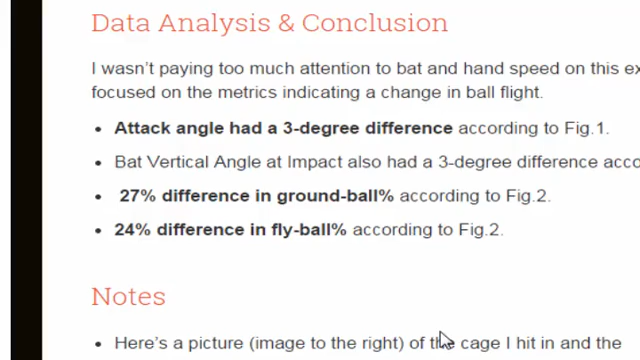 Data Analysis & Conclusion
I wasn't paying too much attention to bat and hand speed on this
focused on the metrics indicating a change in ball flight.
• Attack angle had a 3-degree difference according to Fig.1.
• Bat Vertical Angle at Impact also had a 3-degree difference
• 27% difference in ground-ball% according to Fig.2.
• 24% difference in fly-ball% according to Fig.2.
Notes
• Here's a picture (image to the right) of the cage I hit in and the